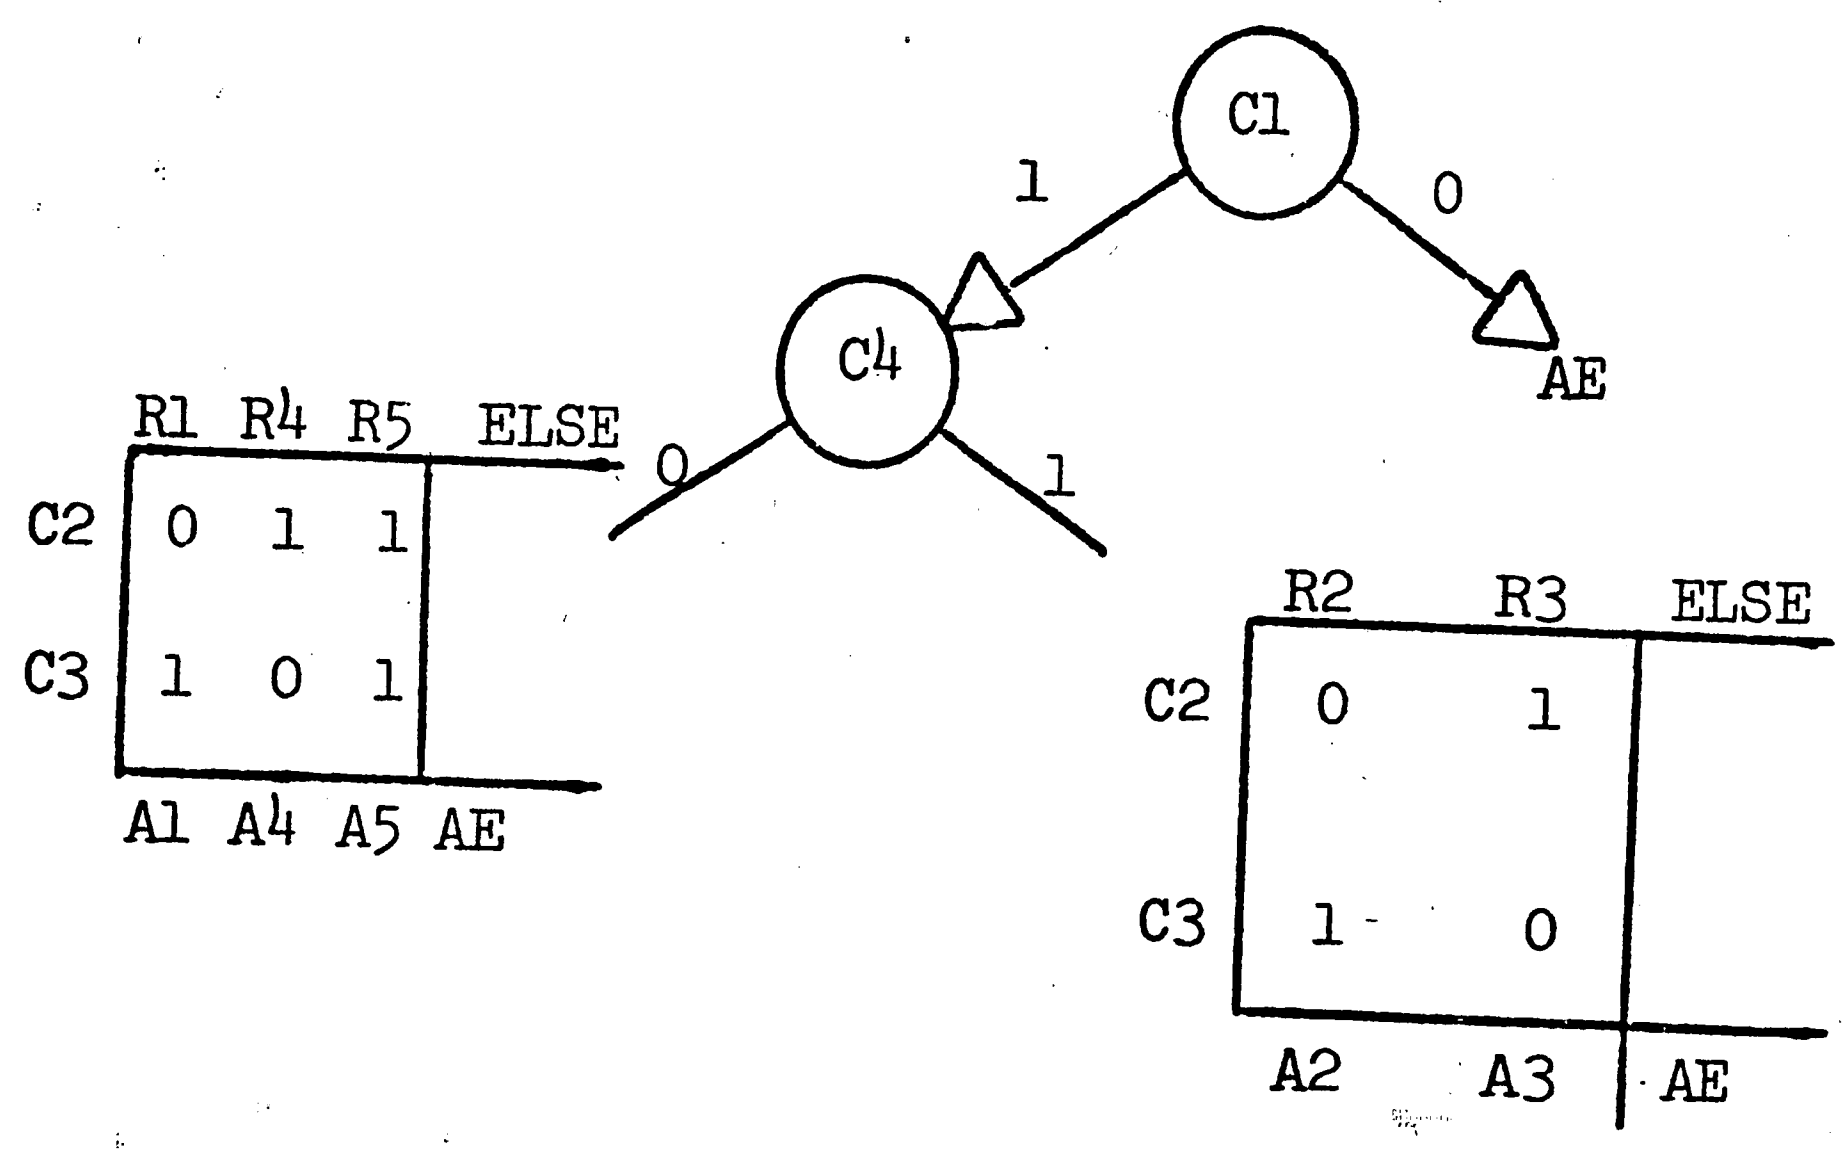 C1
1 0
C4
AE
0 1
R1 R4 R5 ELSE
C2 0 1 1
C3 1 0 1
A1 A4 A5 AE
R2 R3 ELSE
C2 0 1
C3 1 0
A2 A3 AE